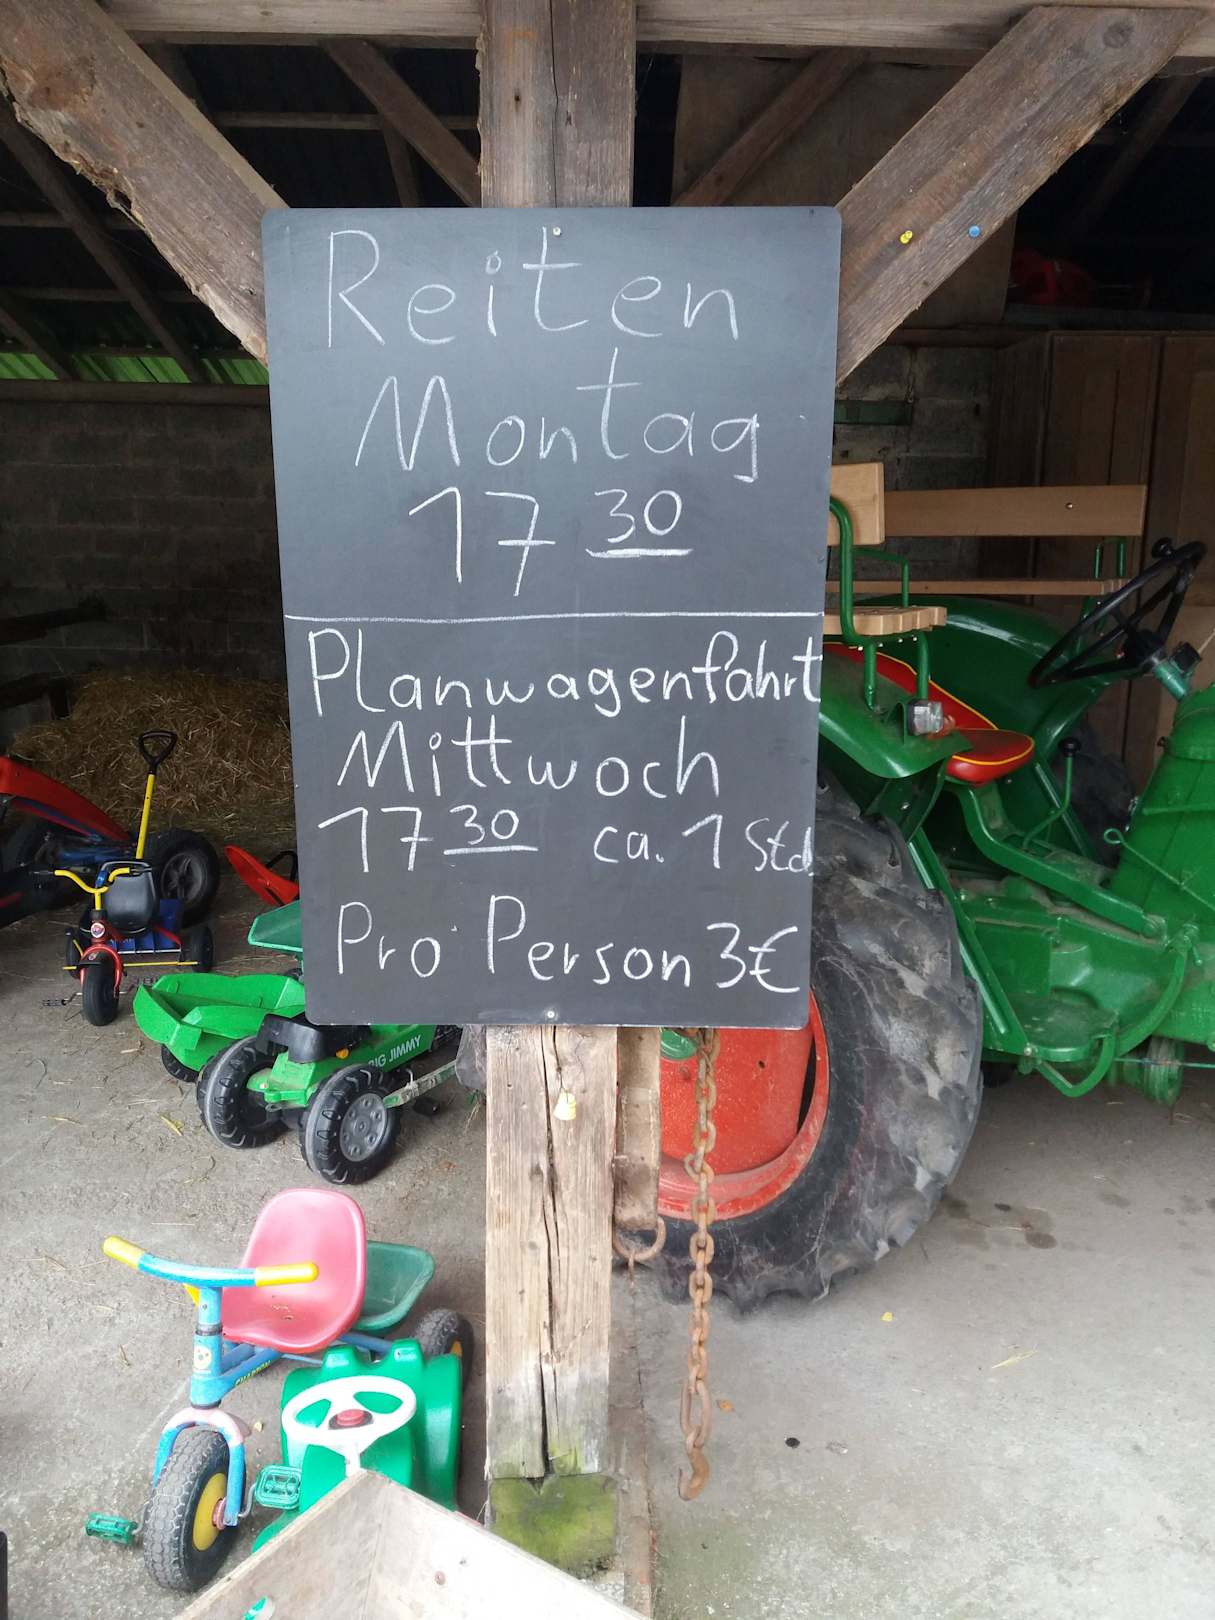 Reiten
Montag
17 30
Planwagenfahrt
Mittwoch
17 30 ca. 1 Std
Pro Person 3€
BIG JIMMY